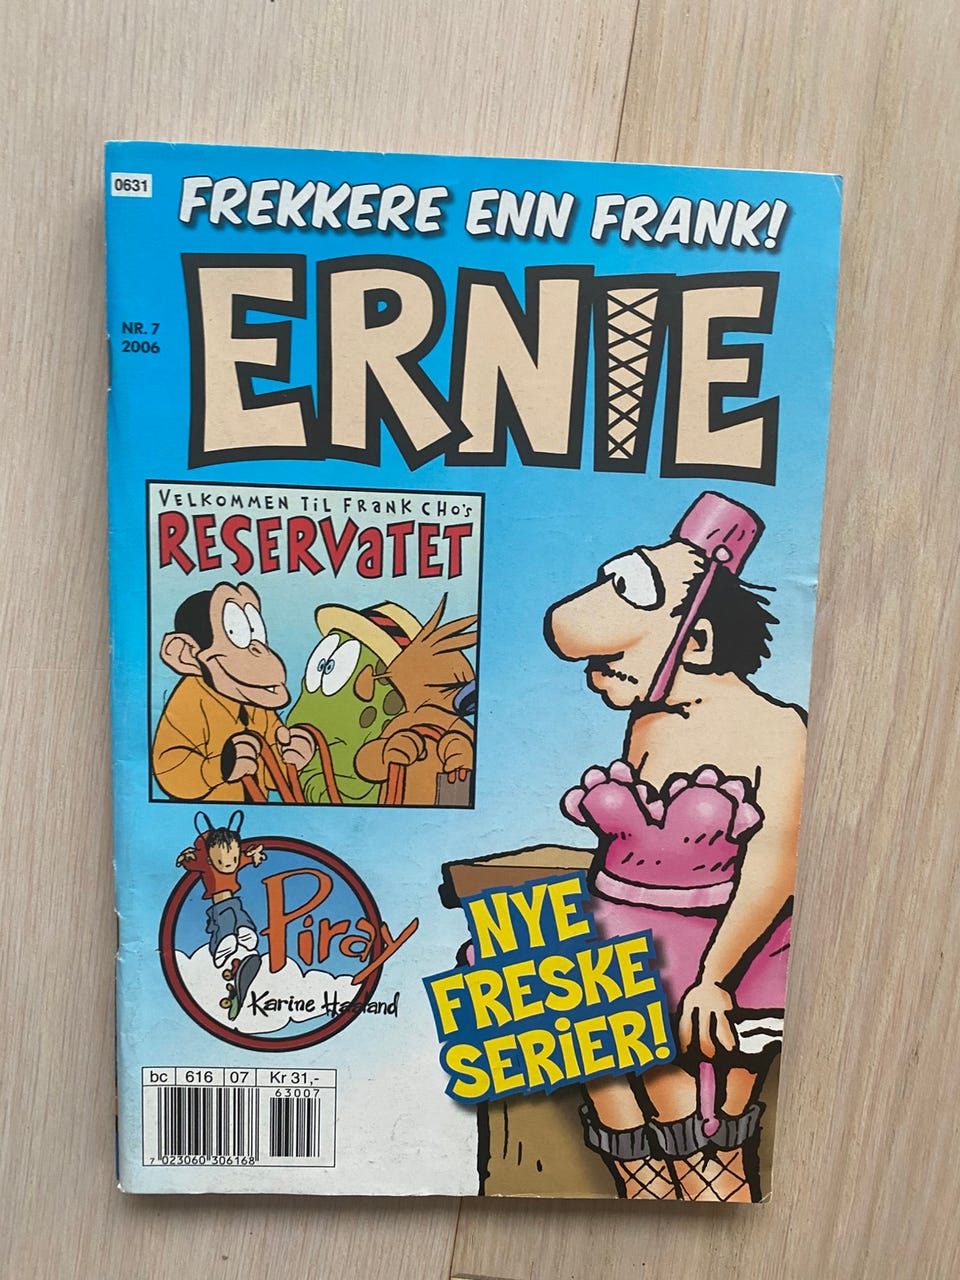 0631
FREKKERE ENN FRANK!
ERNIE
NR. 7
2006
VELKOMMEN TiL FRaNK CHO's
RESERVaTET
Piray
Karine Haaland
NYE
FRESKE
SERiER!
bc 616 07 Kr 31,-
63007
7 023060 306168